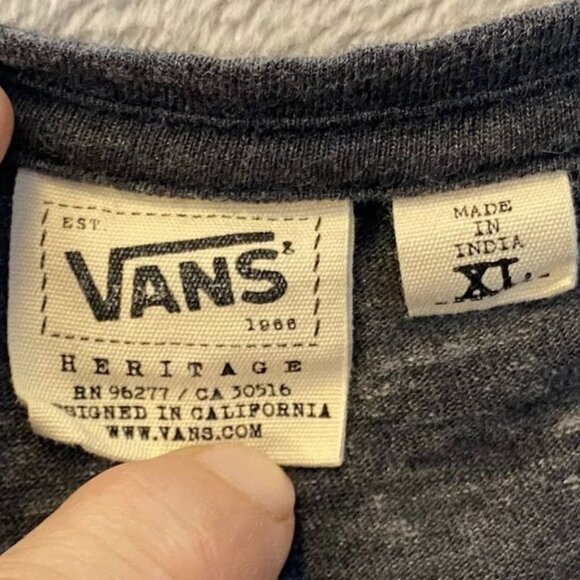 EST.
VANS
1966
HERITAGE
RN 96277 / CA 30516
SIGNED IN CALIFORNIA
WWW.VANS.COM
MADE
IN
INDIA
XL